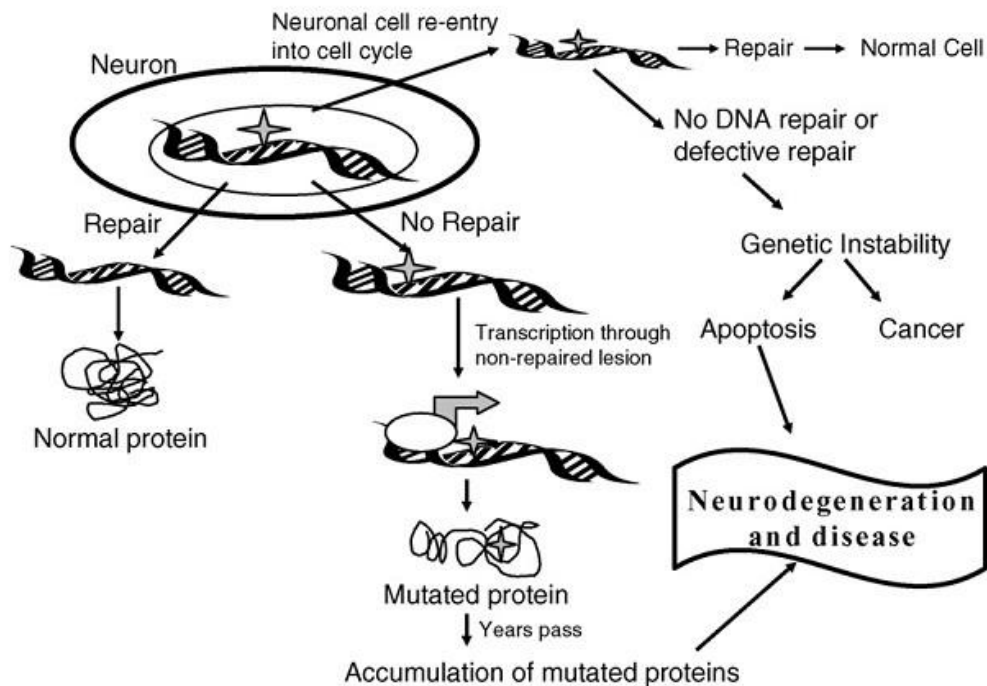 Neuronal cell re-entry
into cell cycle
Repair
Normal Cell
Neuron
No DNA repair or
defective repair
Repair
No Repair
Genetic Instability
Transcription through
non-repaired lesion
Apoptosis
Cancer
Normal protein
Neurodegeneration
and disease
Mutated protein
Years pass
Accumulation of mutated proteins